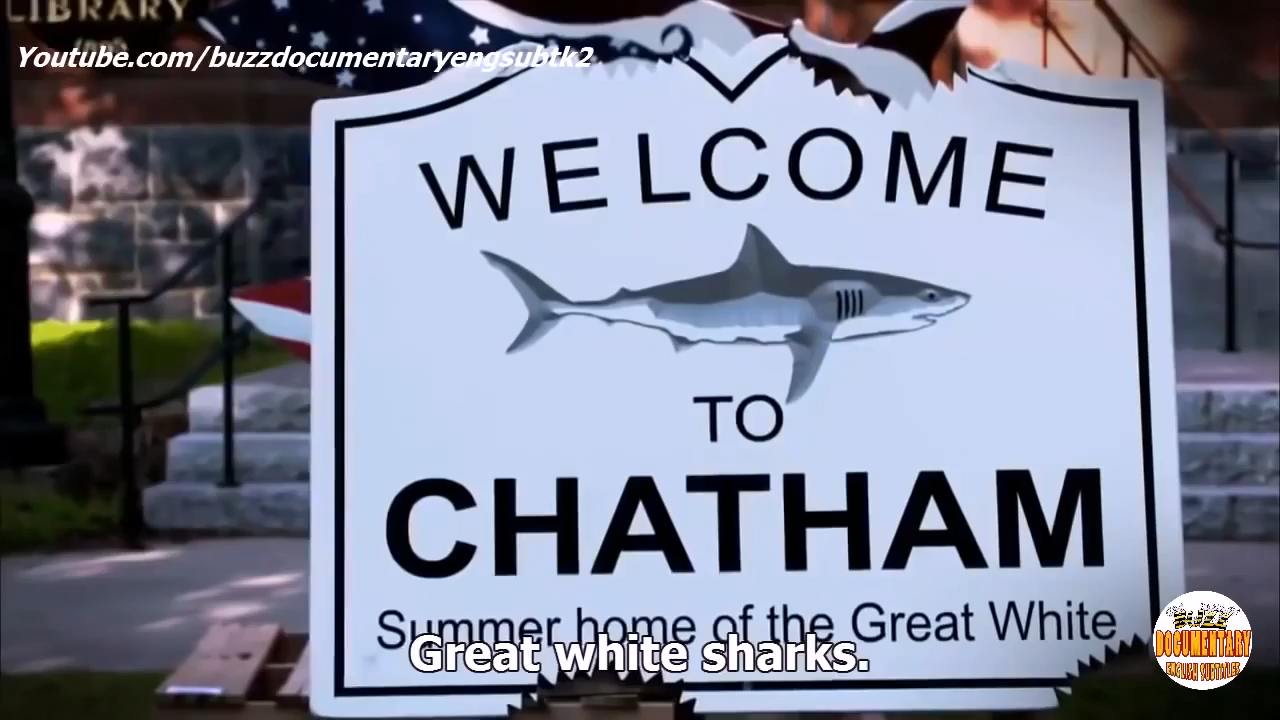 LIBRARY
Youtube.com/buzzdocumentaryengsubtk2
WELCOME
TO
CHATHAM
Summer home of the Great White
Great white sharks.
BUZZ
DOCUMENTARY
ENGLISH SUBTITLES